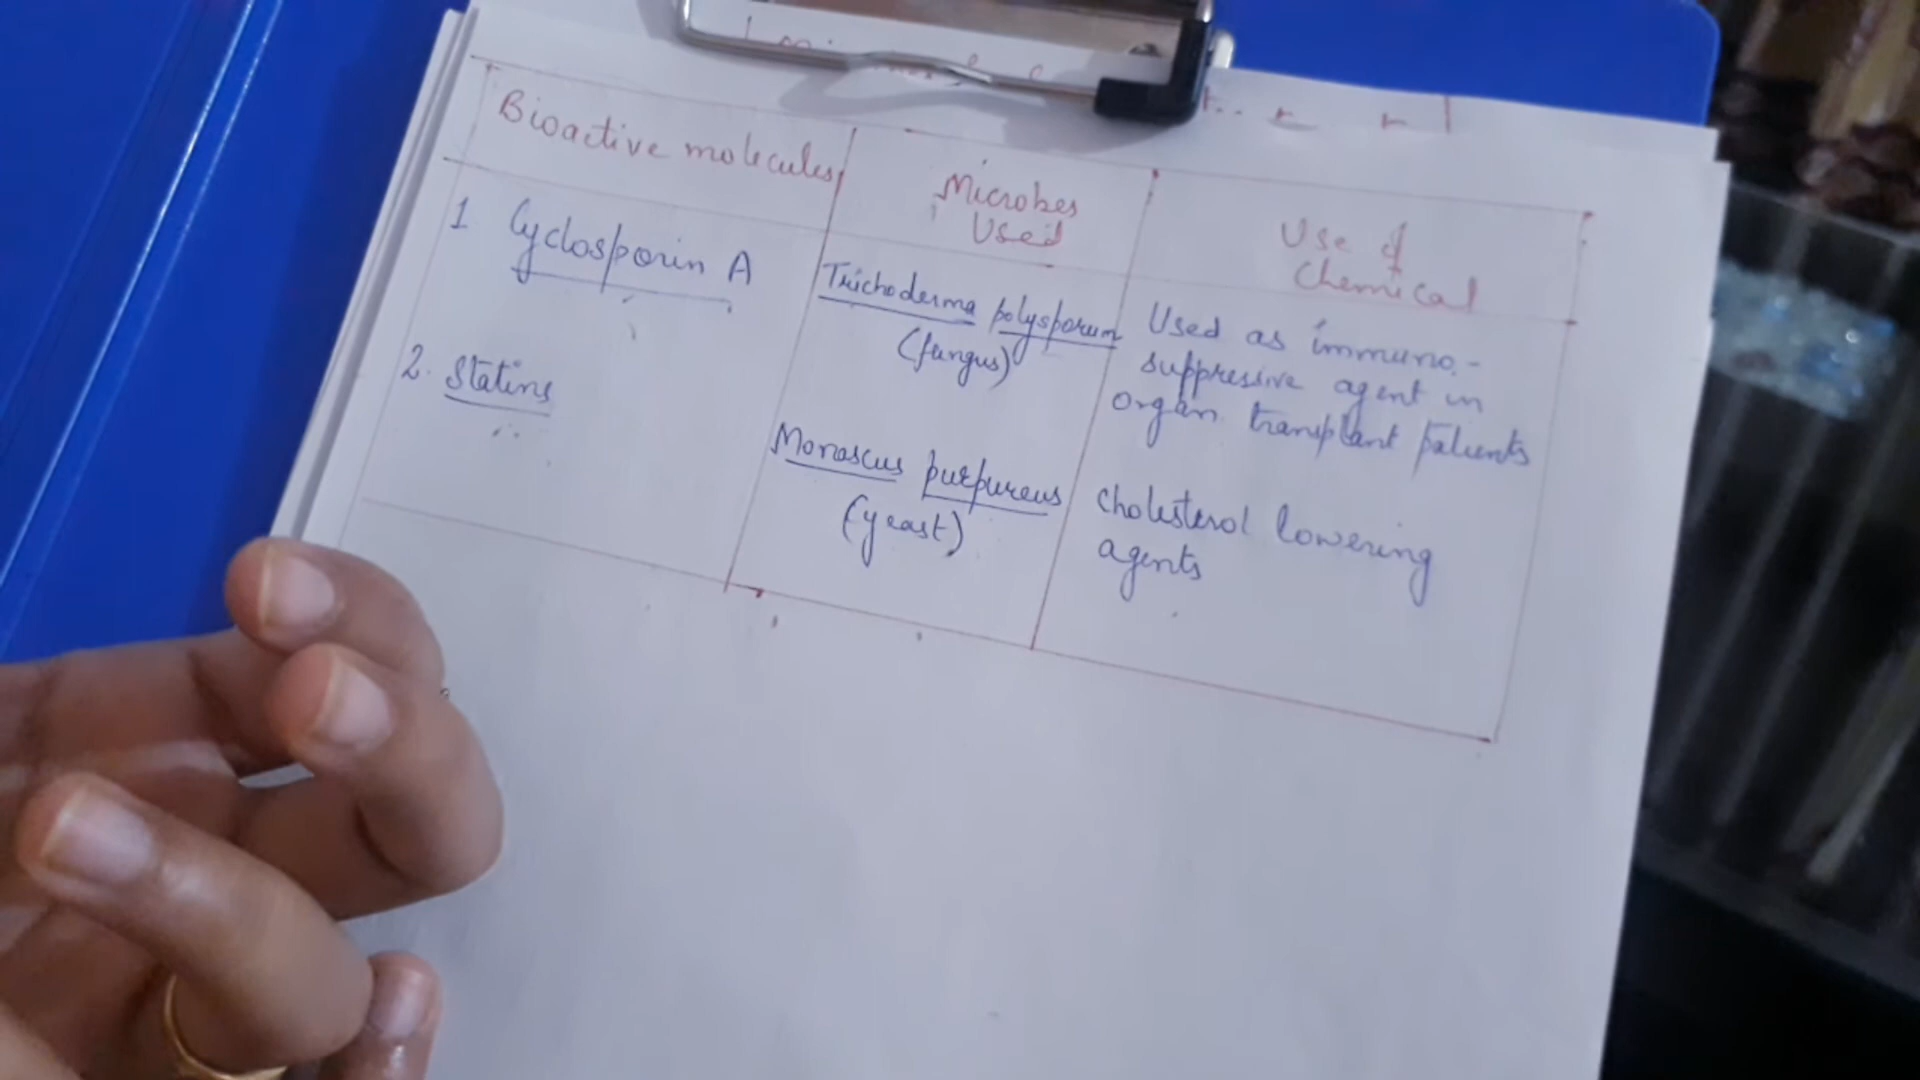 Bioactive molecules
Microbes
Used
Use of
Chemical
1 Cyclosporin A
Trichoderma polysporum
(fungus)
Used as immuno-
suppresive agent in
organ transplant patients
2. Statins
Monascus purpureus
(yeast)
Cholesterol lowering
agents